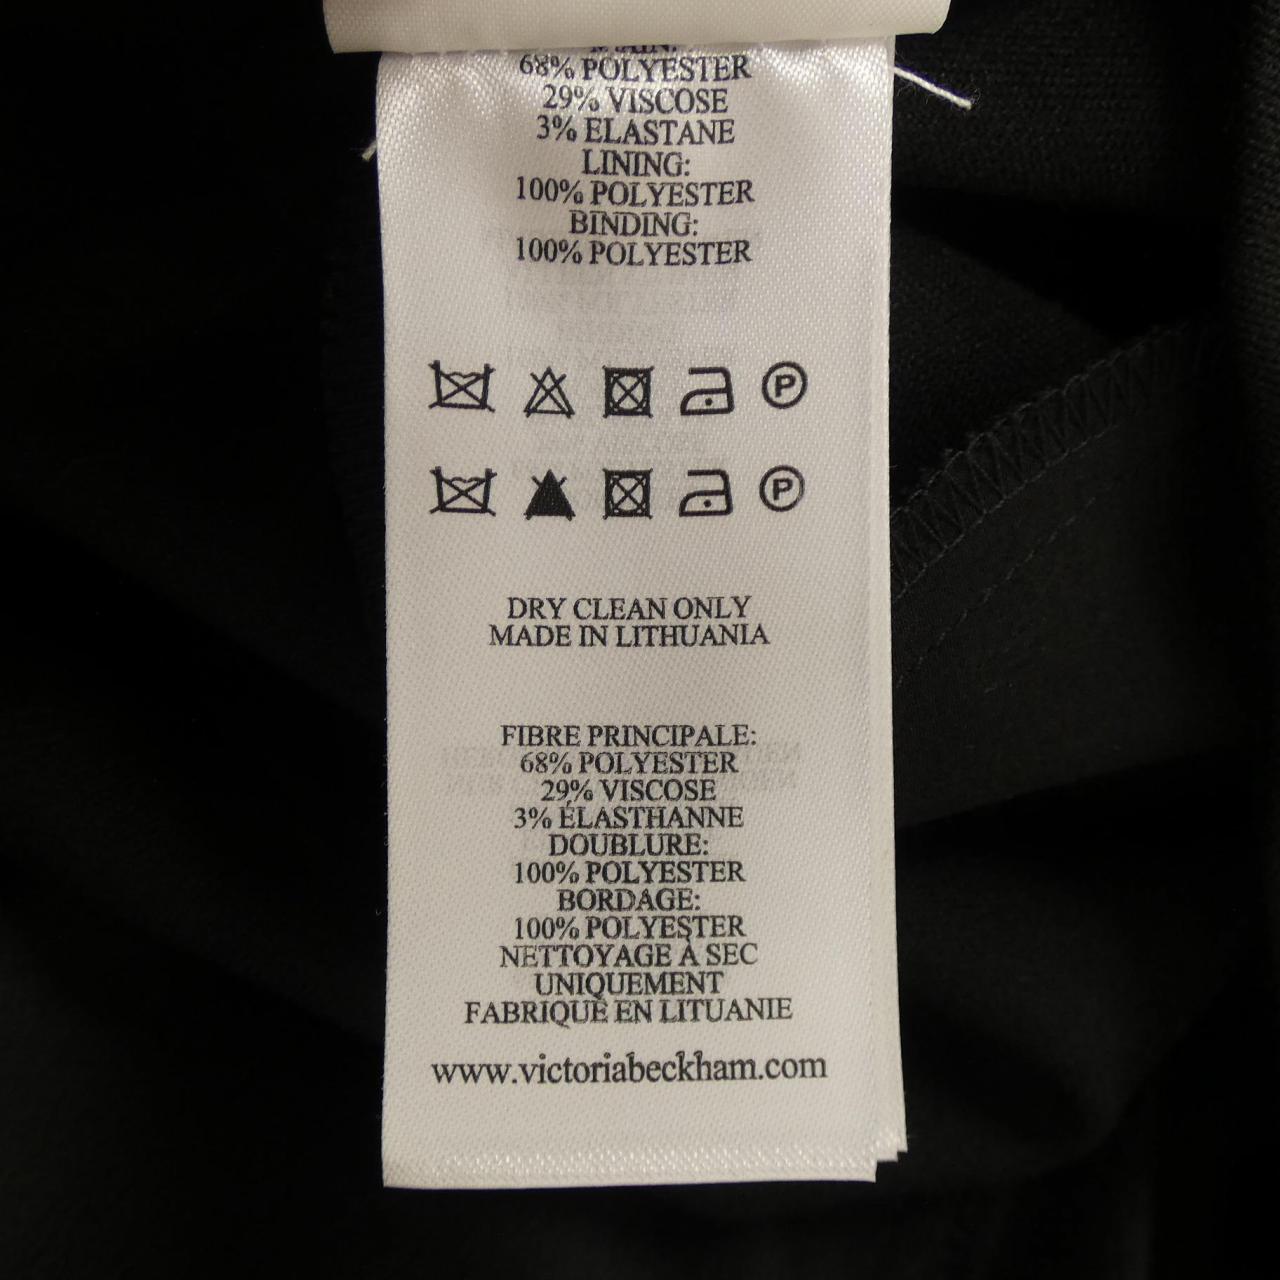 MAIN:
68% POLYESTER
29% VISCOSE
3% ELASTANE
LINING:
100% POLYESTER
BINDING:
100% POLYESTER
P
P
DRY CLEAN ONLY
MADE IN LITHUANIA
FIBRE PRINCIPALE:
68% POLYESTER
29% VISCOSE
3% ÉLASTHANNE
DOUBLURE:
100% POLYESTER
BORDAGE:
100% POLYESTER
NETTOYAGE À SEC
UNIQUEMENT
FABRIQUÉ EN LITUANIE
www.victoriabeckham.com